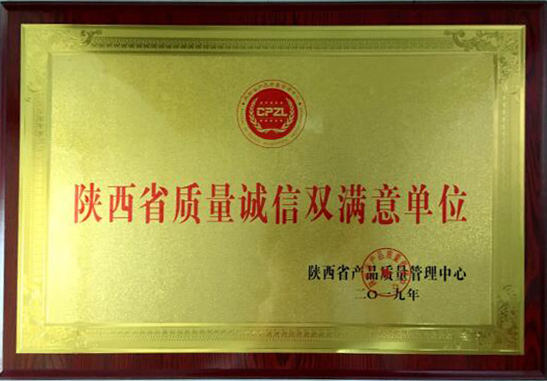 CPZL
陕西省质量诚信双满意单位
陕西省产品质量管理中心
二〇一九年